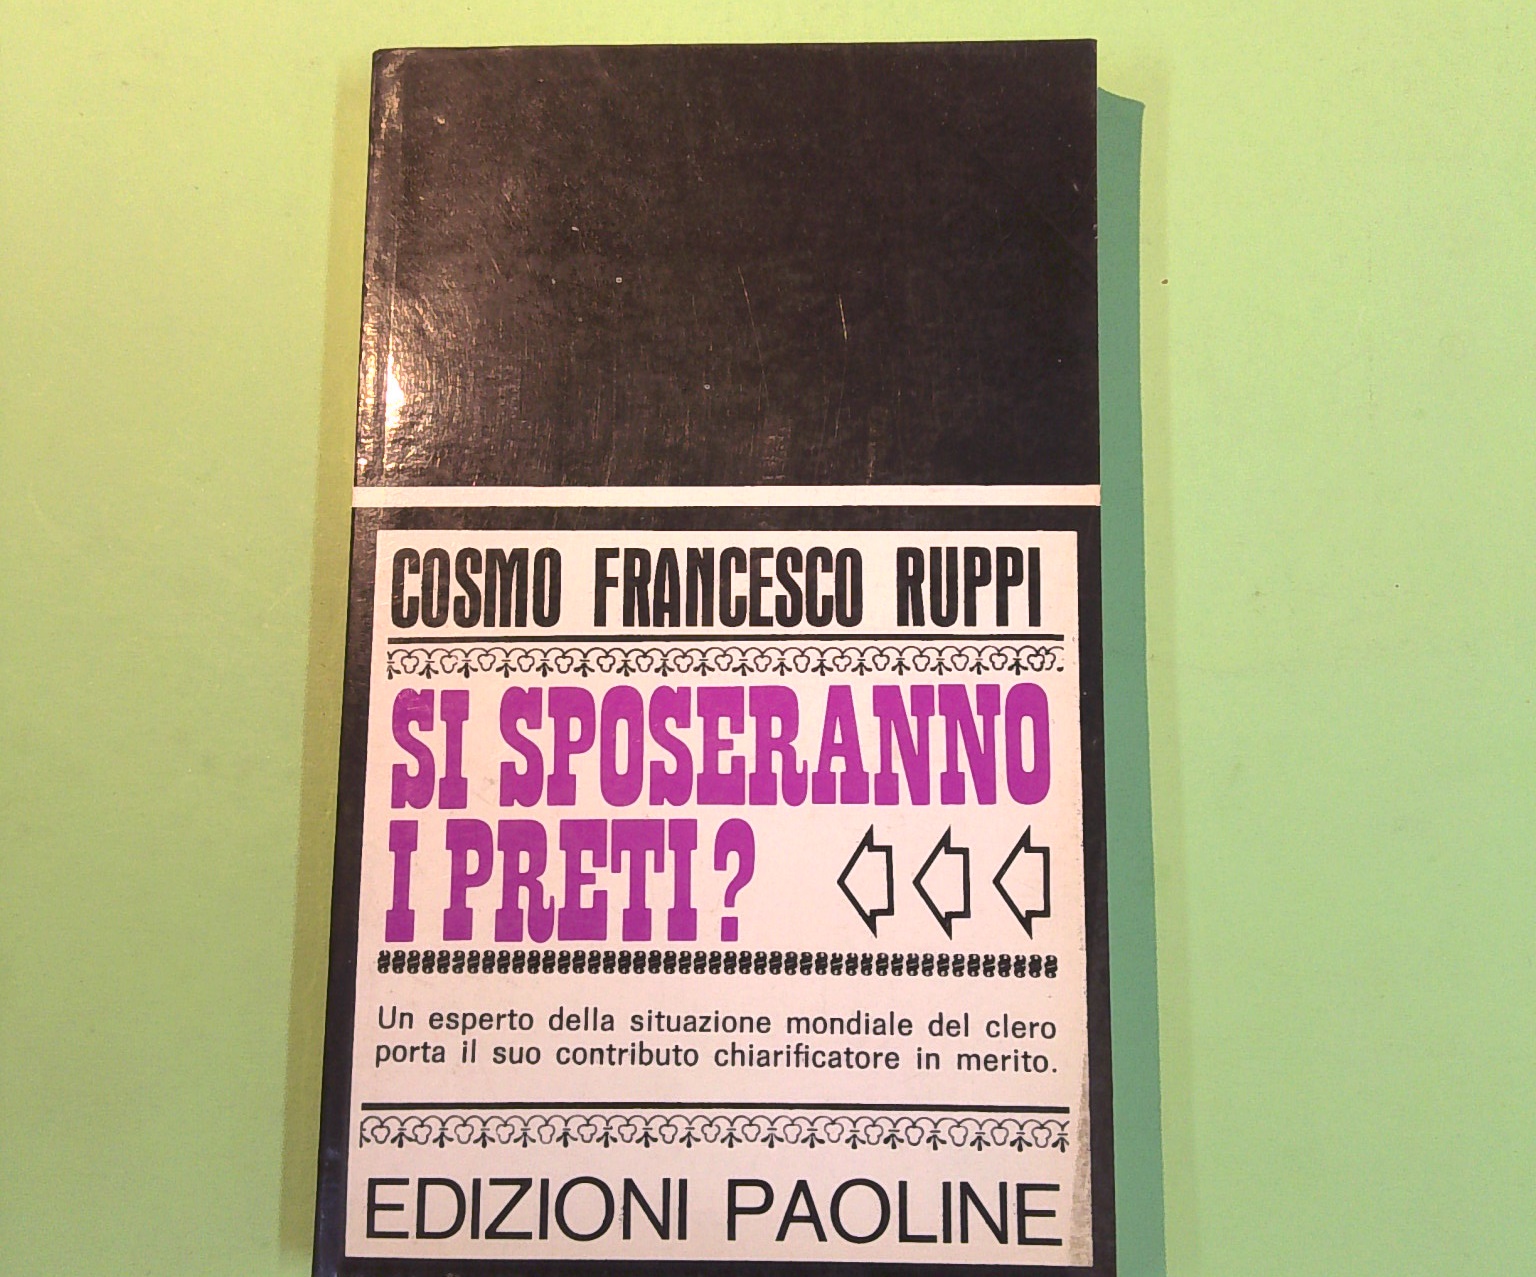 COSMO FRANCESCO RUPPI
SI SPOSERANNO
I PRETI?
Un esperto della situazione mondiale del clero
porta il suo contributo chiarificatore in merito.
EDIZIONI PAOLINE